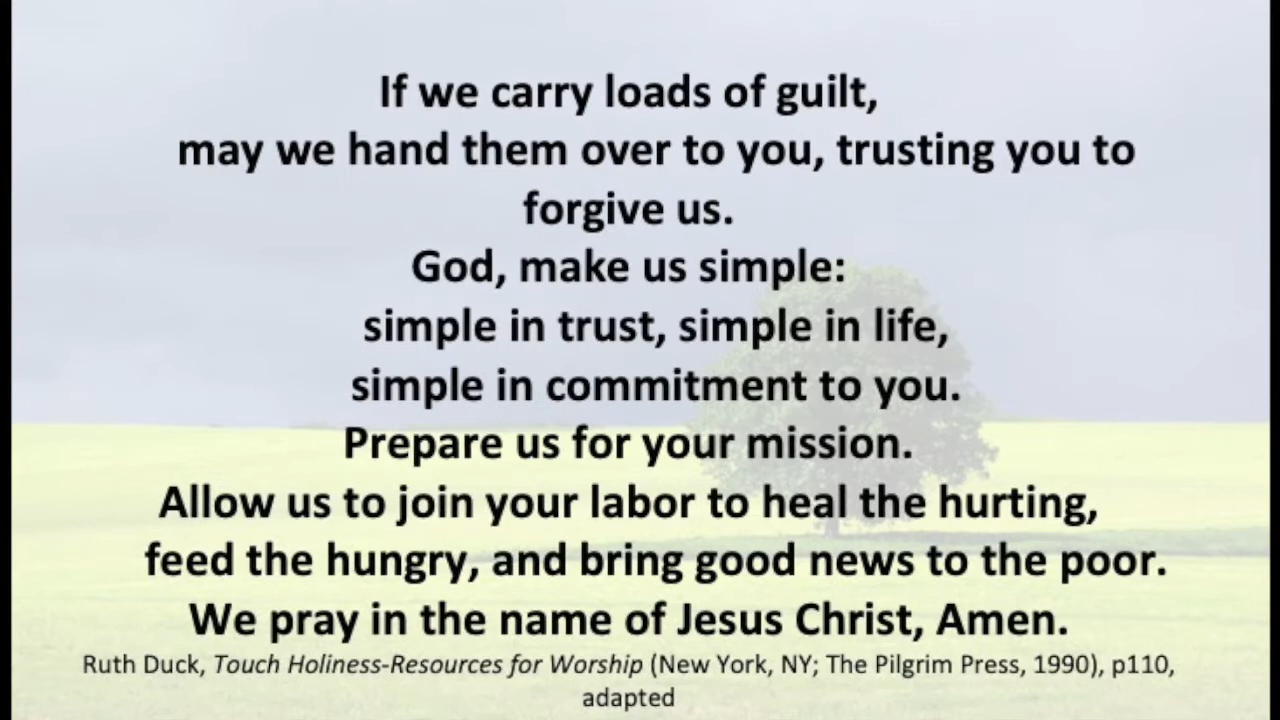 If we carry loads of guilt,
may we hand them over to you, trusting you to
forgive us.
God, make us simple:
simple in trust, simple in life,
simple in commitment to you.
Prepare us for your mission.
Allow us to join your labor to heal the hurting,
feed the hungry, and bring good news to the poor.
We pray in the name of Jesus Christ, Amen.
Ruth Duck, Touch Holiness-Resources for Worship (New York, NY; The Pilgrim Press, 1990), p110,
adapted